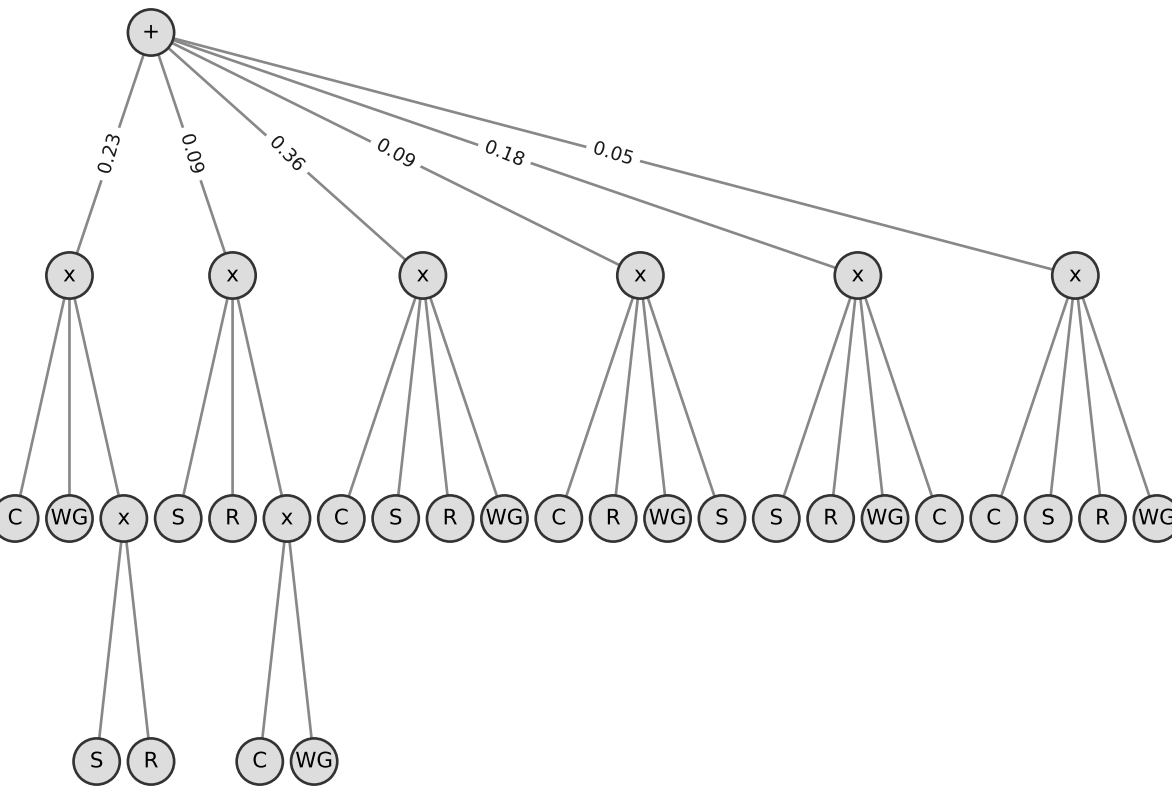 +
0.23 0.09 0.36 0.09 0.18 0.05
x x x x x x
C WG x S R x C S R WG C R WG S S R WG C C S R WG
S R C WG